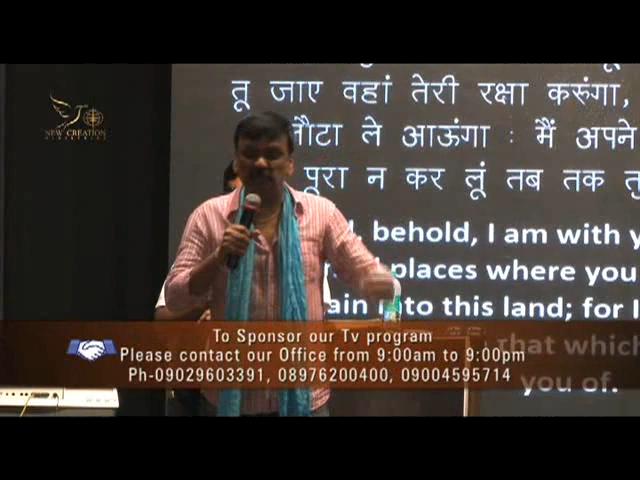 NEW CREATION
MINISTRIES
तू जाए वहां तेरी रक्षा करूंगा,
लौटा ले आऊंगा : मैं अपने
पूरा न कर लूं तब तक
behold, I am with
places where you
into this land; for I
that which
you of.
To Sponsor our Tv program
Please contact our Office from 9:00am to 9:00pm
Ph-09029603391, 08976200400, 09004595714